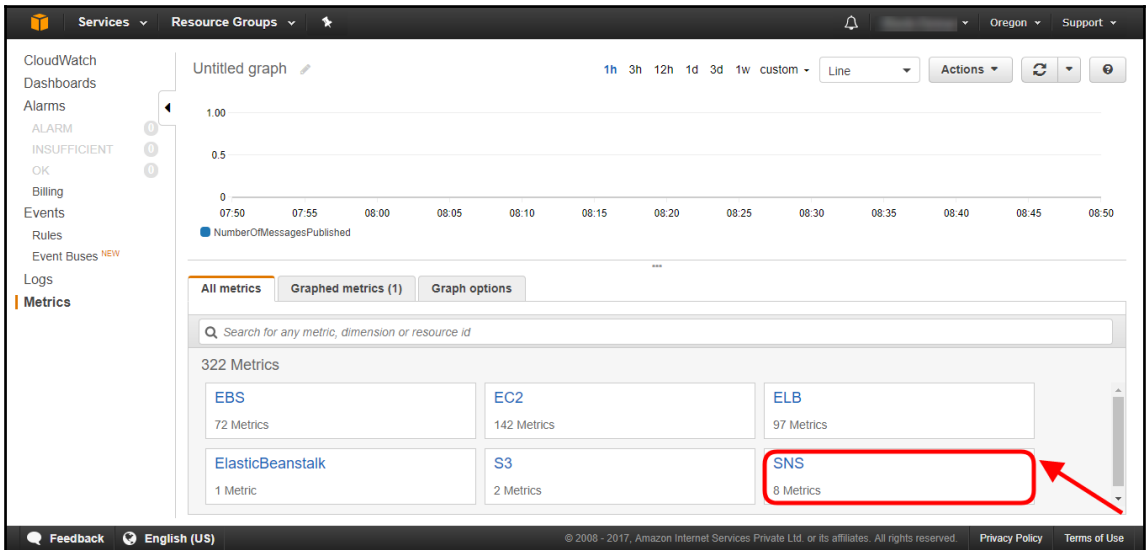 Services Resource Groups Oregon Support
CloudWatch
Dashboards
Alarms
ALARM 0
INSUFFICIENT 0
OK 0
Billing
Events
Rules
Event Buses NEW
Logs
Metrics
Untitled graph 1h 3h 12h 1d 3d 1w custom Line Actions
1.00
0.5
0
07:50 07:55 08:00 08:05 08:10 08:15 08:20 08:25 08:30 08:35 08:40 08:45 08:50
NumberOfMessagesPublished
All metrics Graphed metrics (1) Graph options
Search for any metric, dimension or resource id
322 Metrics
EBS EC2 ELB
72 Metrics 142 Metrics 97 Metrics
ElasticBeanstalk S3 SNS
1 Metric 2 Metrics 8 Metrics
Feedback English (US) © 2008 - 2017, Amazon Internet Services Private Ltd. or its affiliates. All rights reserved. Privacy Policy Terms of Use